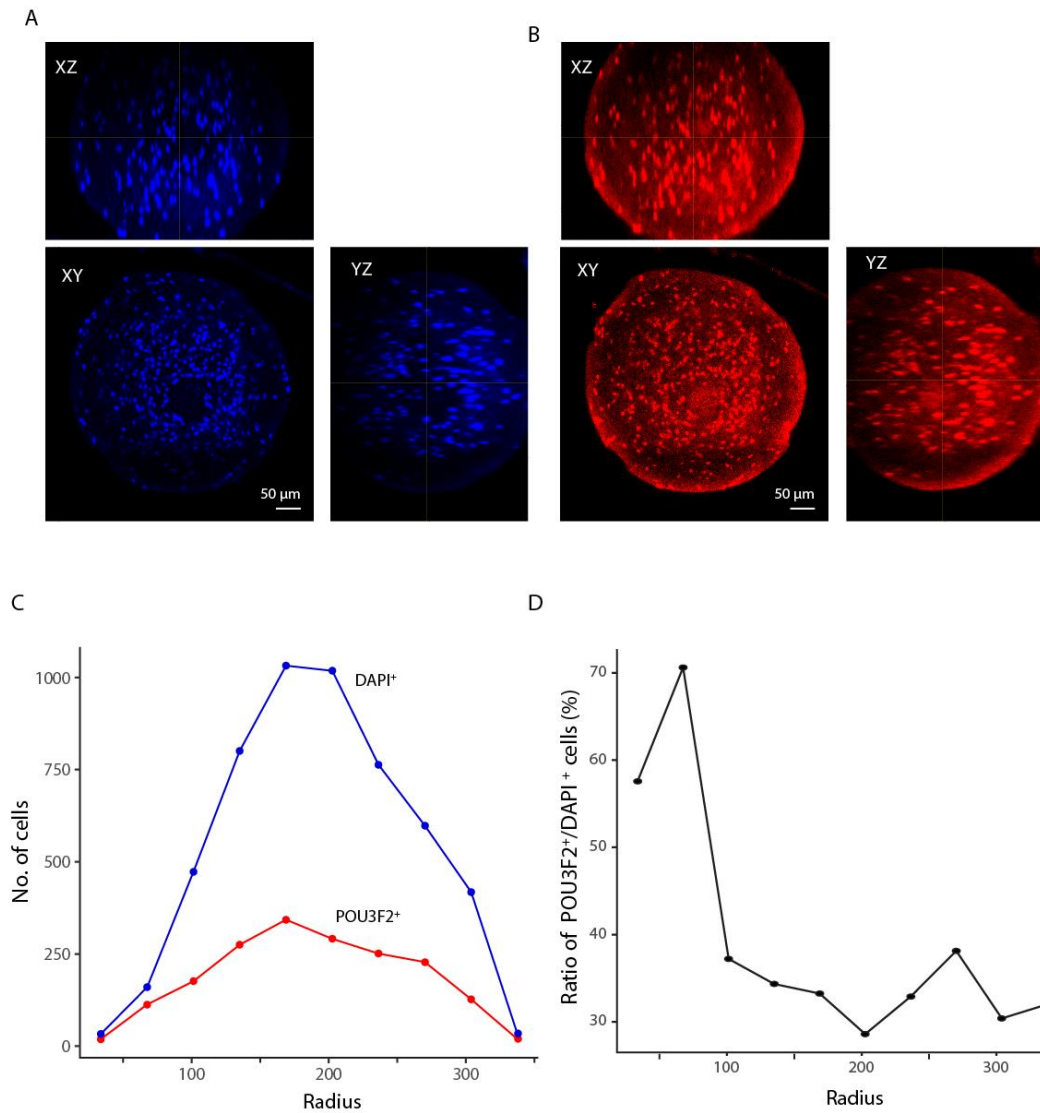 A
B
XZ
XZ
XY
50 µm
YZ
XY
50 µm
YZ
C
D
No. of cells
1000
750
500
250
0
DAPI⁺
POU3F2⁺
100
200
300
Radius
Ratio of POU3F2⁺/DAPI ⁺ cells (%)
70
60
50
40
30
100
200
300
Radius